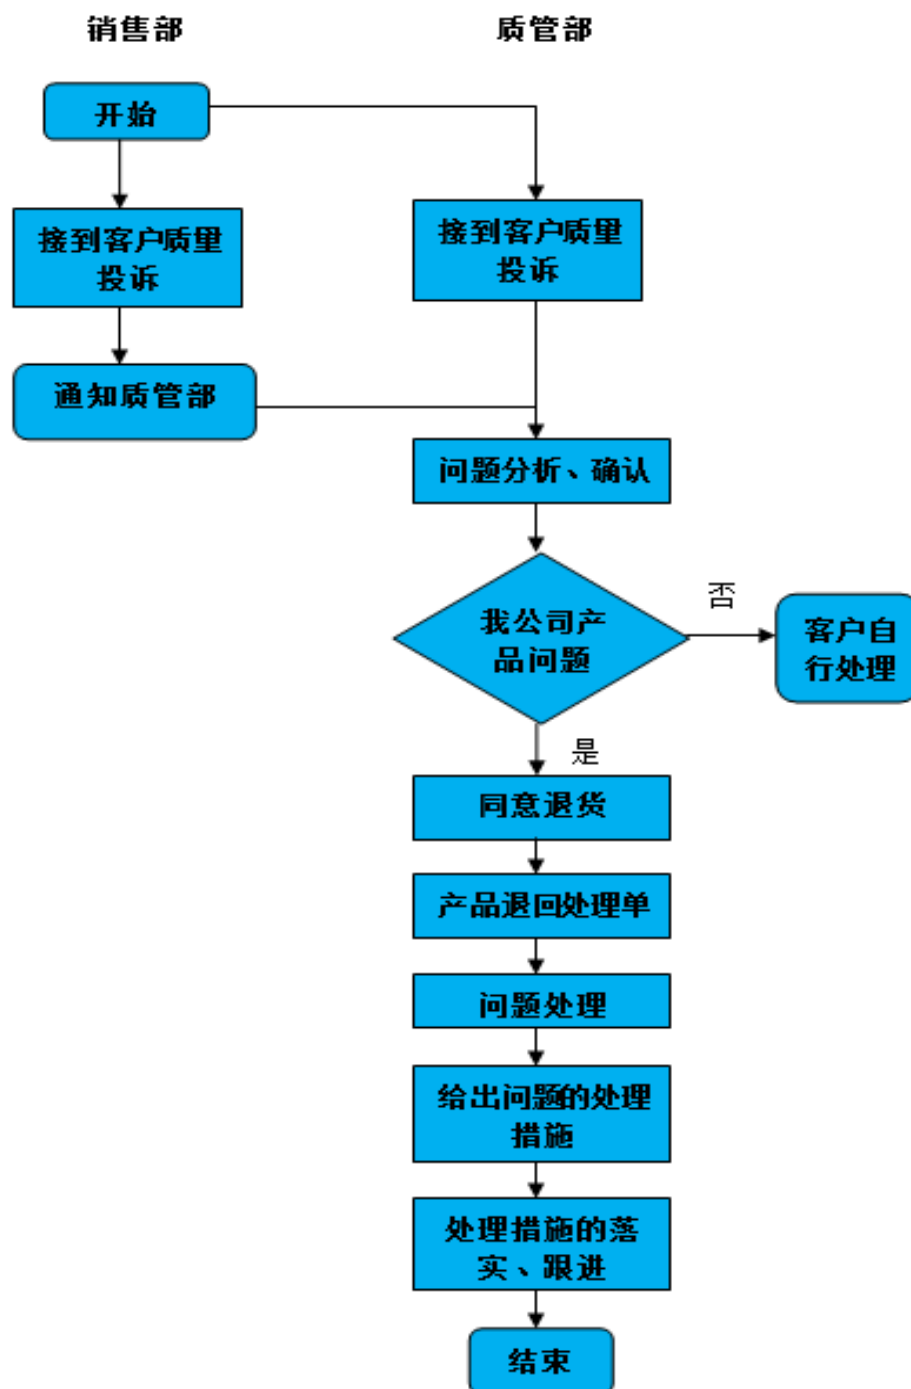 销售部
质管部
开始
接到客户质量
投诉
接到客户质量
投诉
通知质管部
问题分析、确认
我公司产
品问题
否
客户自
行处理
是
同意退货
产品退回处理单
问题处理
给出问题的处理
措施
处理措施的落
实、跟进
结束